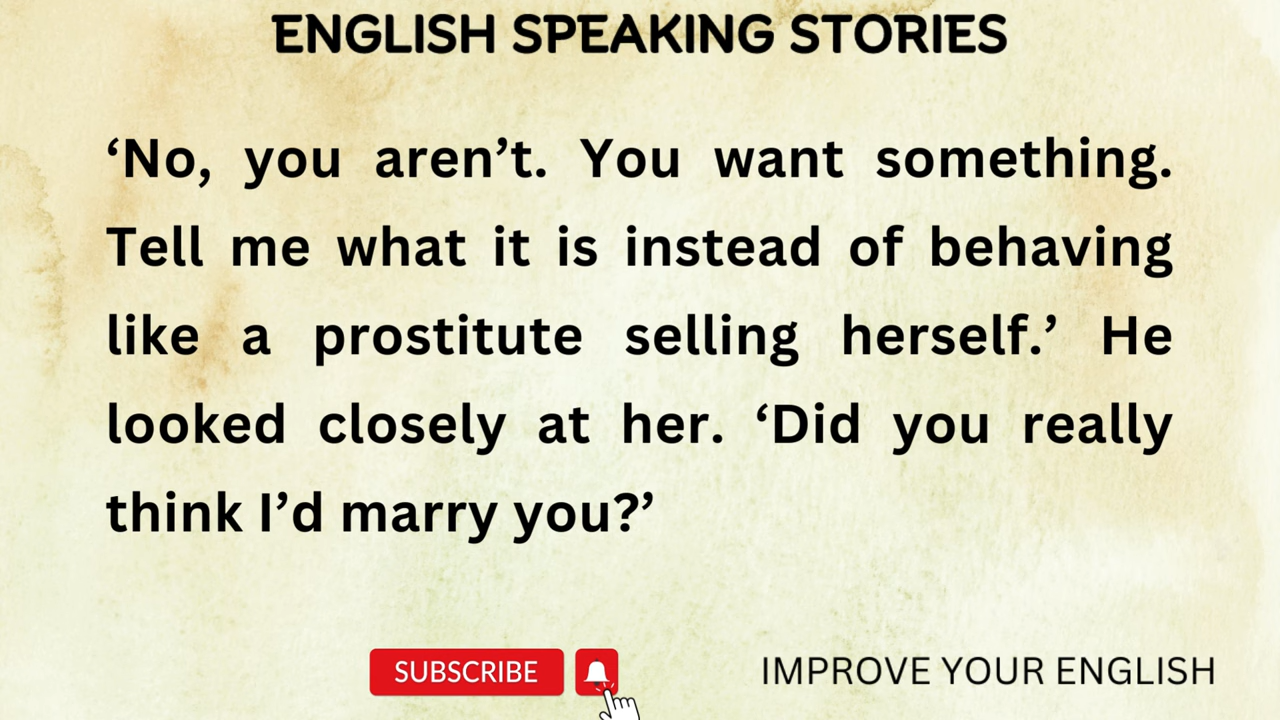 ENGLISH SPEAKING STORIES
‘No, you aren’t. You want something.
Tell me what it is instead of behaving
like a prostitute selling herself.’ He
looked closely at her. ‘Did you really
think I’d marry you?’
SUBSCRIBE
IMPROVE YOUR ENGLISH